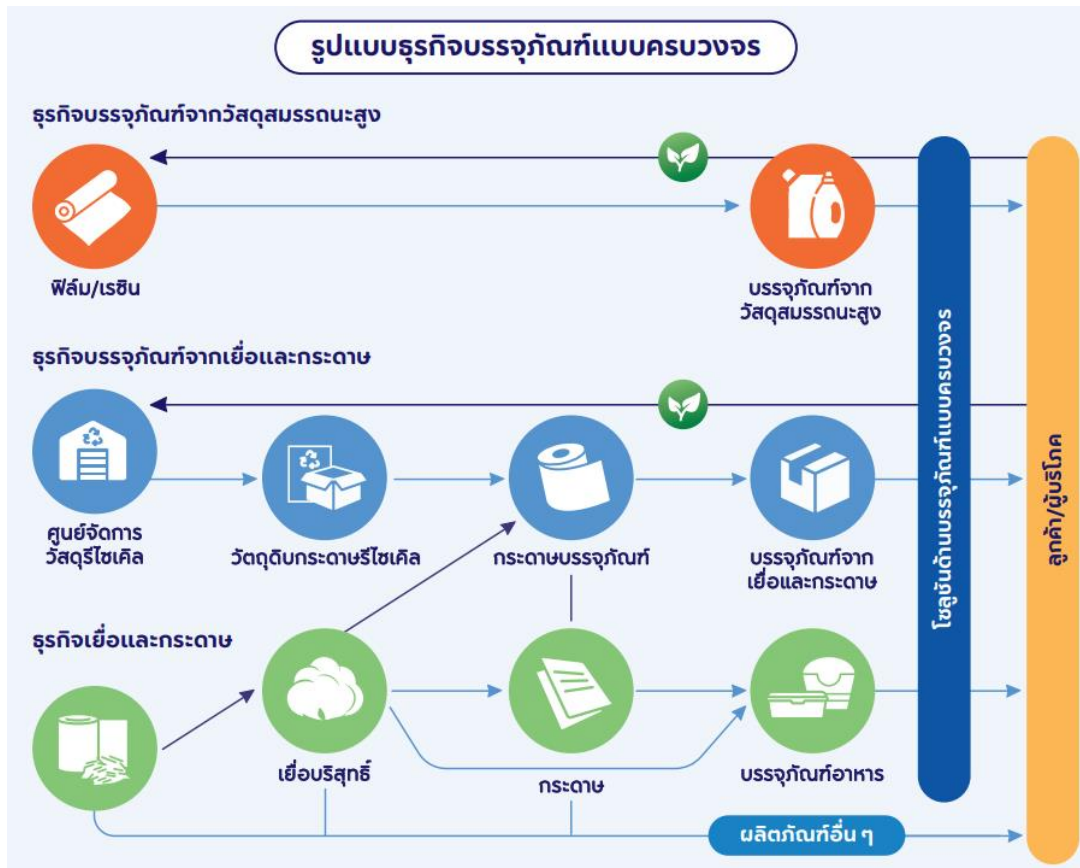 รูปแบบธุรกิจบรรจุภัณฑ์แบบครบวงจร
ธุรกิจบรรจุภัณฑ์จากวัสดุสมรรถนะสูง
ฟิล์ม/เรซิน
บรรจุภัณฑ์จาก
วัสดุสมรรถนะสูง
ธุรกิจบรรจุภัณฑ์จากเยื่อและกระดาษ
ศูนย์จัดการ
วัสดุรีไซเคิล
วัตถุดิบกระดาษรีไซเคิล
กระดาษบรรจุภัณฑ์
บรรจุภัณฑ์จาก
เยื่อและกระดาษ
ธุรกิจเยื่อและกระดาษ
เยื่อบริสุทธิ์
กระดาษ
บรรจุภัณฑ์อาหาร
ผลิตภัณฑ์อื่น ๆ
โซลูชันด้านบรรจุภัณฑ์แบบครบวงจร
ลูกค้า/ผู้บริโภค